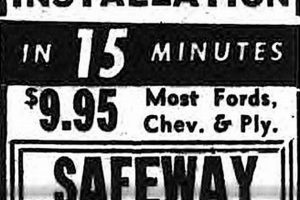 INSTALLATION
IN 15 MINUTES
$9.95 Most Fords,
Chev. & Ply.
SAFEWAY